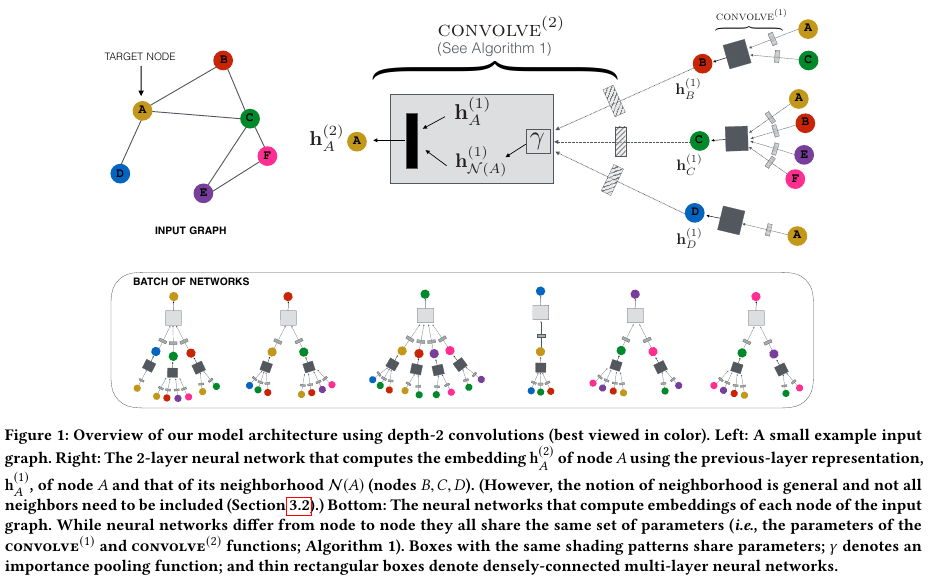 TARGET NODE
B
A
C
F
D
E
INPUT GRAPH
CONVOLVE(2)
(See Algorithm 1)
h_A^(2)
A
h_A^(1)
h_N(A)^(1)
γ
CONVOLVE(1)
A
C
B
h_B^(1)
A
B
E
F
C
h_C^(1)
D
h_D^(1)
A
BATCH OF NETWORKS
Figure 1: Overview of our model architecture using depth-2 convolutions (best viewed in color). Left: A small example input
graph. Right: The 2-layer neural network that computes the embedding h_A^(2) of node A using the previous-layer representation,
h_A^(1), of node A and that of its neighborhood N(A) (nodes B, C, D). (However, the notion of neighborhood is general and not all
neighbors need to be included (Section 3.2).) Bottom: The neural networks that compute embeddings of each node of the input
graph. While neural networks differ from node to node they all share the same set of parameters (i.e., the parameters of the
CONVOLVE(1) and CONVOLVE(2) functions; Algorithm 1). Boxes with the same shading patterns share parameters; γ denotes an
importance pooling function; and thin rectangular boxes denote densely-connected multi-layer neural networks.